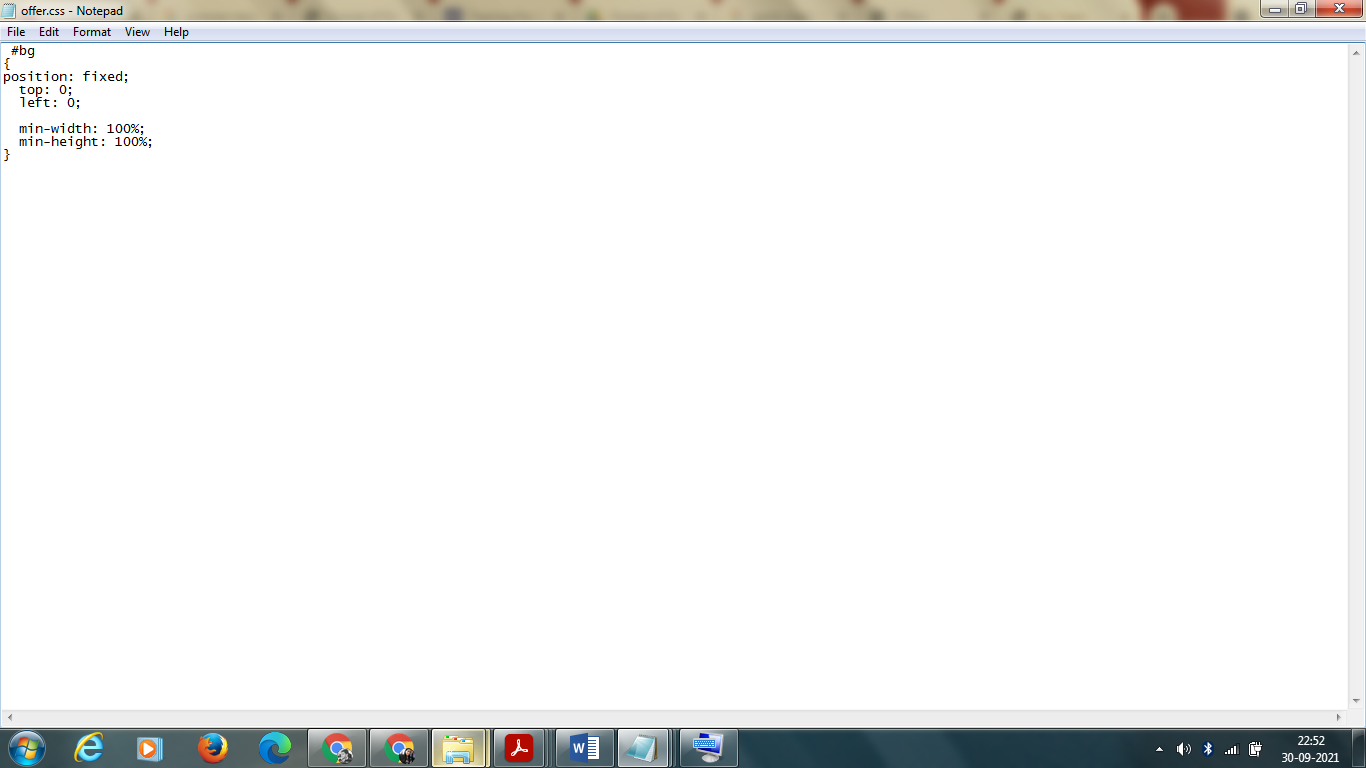 offer.css - Notepad
File Edit Format View Help
#bg
{
position: fixed;
top: 0;
left: 0;
min-width: 100%;
min-height: 100%;
}
22:52
30-09-2021